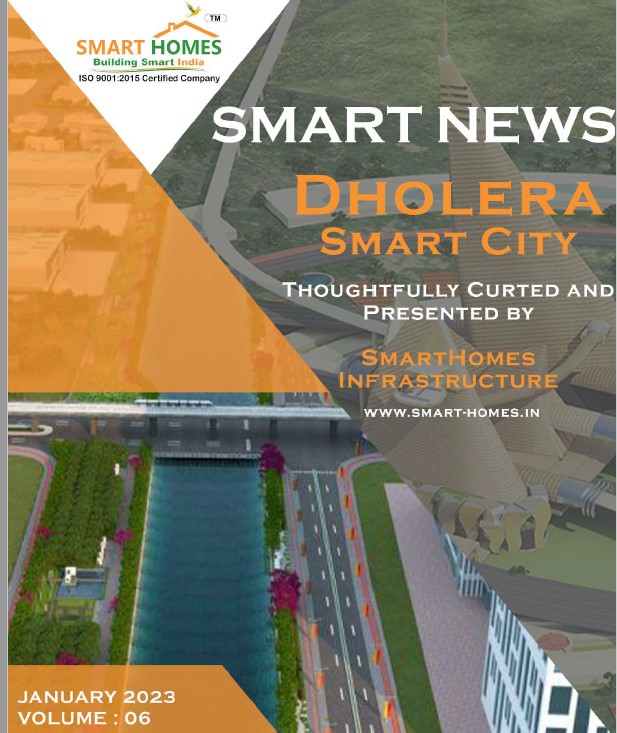 TM
SMART HOMES
Building Smart India
ISO 9001:2015 Certified Company
SMART NEWS
DHOLERA
SMART CITY
THOUGHTFULLY CURTED AND
PRESENTED BY
SMARTHOMES
INFRASTRUCTURE
WWW.SMART-HOMES.IN
JANUARY 2023
VOLUME : 06